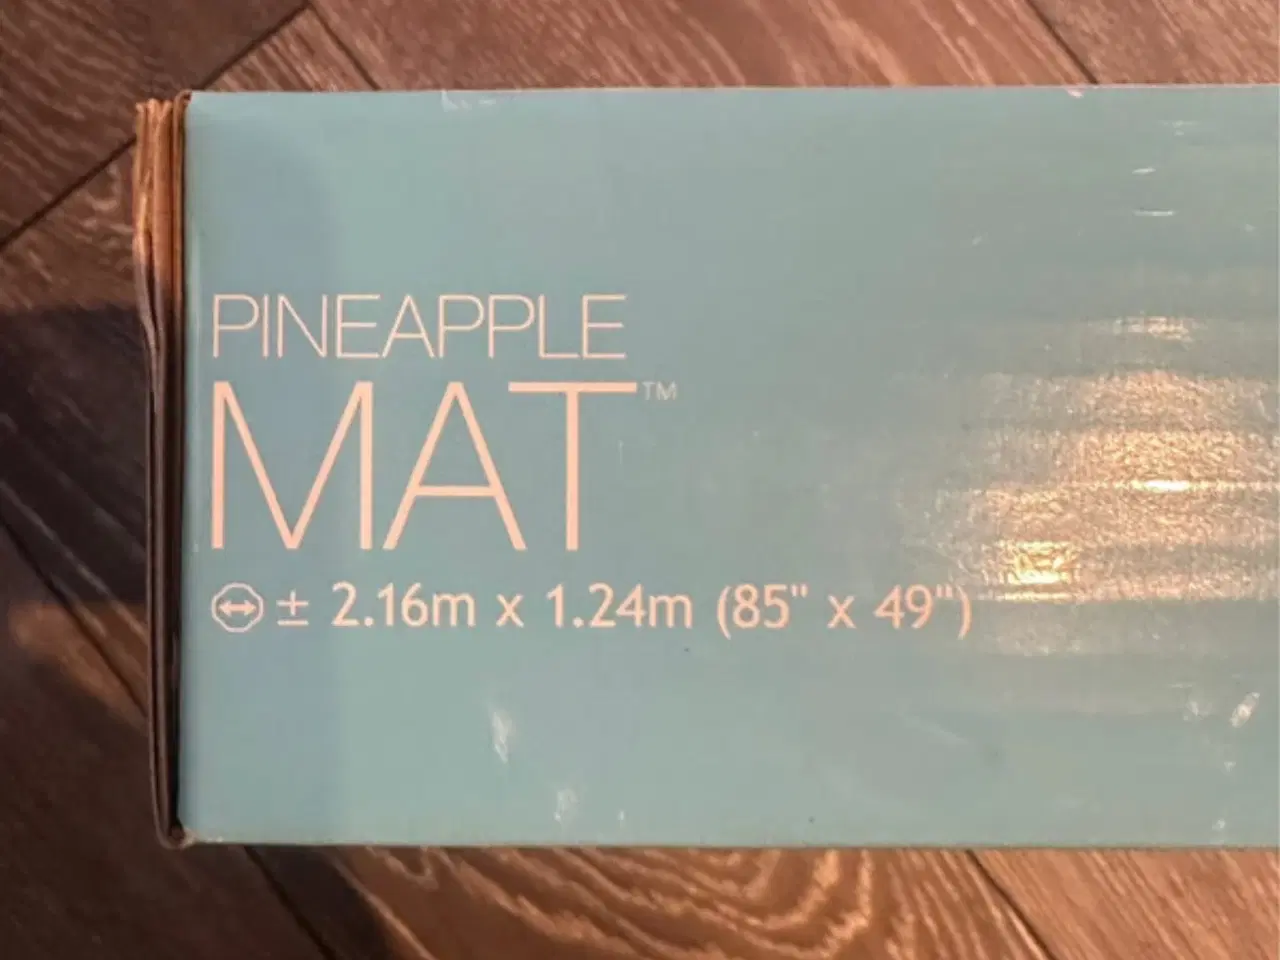 PINEAPPLE
MAT™
± 2.16m x 1.24m (85" x 49")